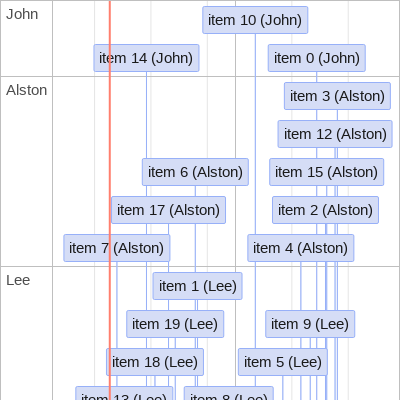 John
item 10 (John)
item 14 (John)
item 0 (John)
Alston
item 3 (Alston)
item 12 (Alston)
item 6 (Alston)
item 15 (Alston)
item 17 (Alston)
item 2 (Alston)
item 7 (Alston)
item 4 (Alston)
Lee
item 1 (Lee)
item 19 (Lee)
item 9 (Lee)
item 18 (Lee)
item 5 (Lee)
item 13 (Lee)
item 8 (Lee)